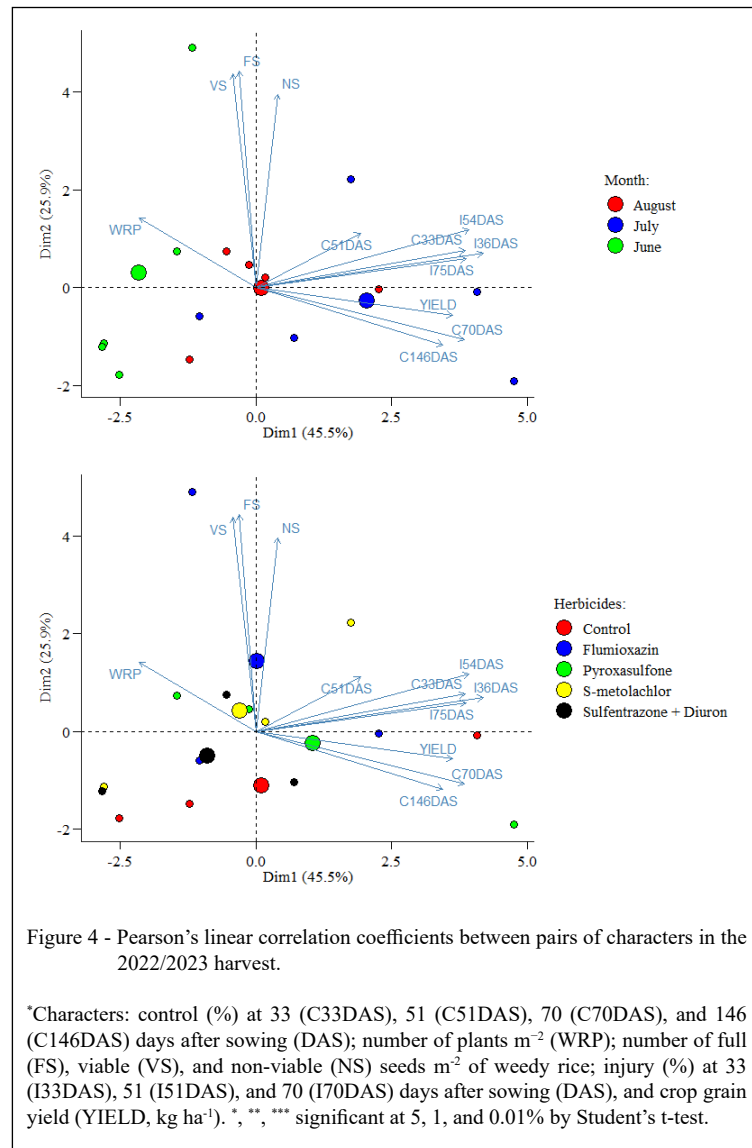 FS
VS
NS
4
2
0
-2
Dim2 (25.9%)
WRP
C51DAS
I54DAS
C33DAS
I36DAS
I75DAS
YIELD
C70DAS
C146DAS
-2.5
0.0
2.5
5.0
Dim1 (45.5%)
Month:
August
July
June
FS
VS
NS
4
2
0
-2
Dim2 (25.9%)
WRP
C51DAS
I54DAS
C33DAS
I36DAS
I75DAS
YIELD
C70DAS
C146DAS
-2.5
0.0
2.5
5.0
Dim1 (45.5%)
Herbicides:
Control
Flumioxazin
Pyroxasulfone
S-metolachlor
Sulfentrazone + Diuron
Figure 4 - Pearson’s linear correlation coefficients between pairs of characters in the
2022/2023 harvest.
*Characters: control (%) at 33 (C33DAS), 51 (C51DAS), 70 (C70DAS), and 146
(C146DAS) days after sowing (DAS); number of plants m⁻² (WRP); number of full
(FS), viable (VS), and non-viable (NS) seeds m⁻² of weedy rice; injury (%) at 33
(I33DAS), 51 (I51DAS), and 70 (I70DAS) days after sowing (DAS), and crop grain
yield (YIELD, kg ha⁻¹). *, **, *** significant at 5, 1, and 0.01% by Student’s t-test.